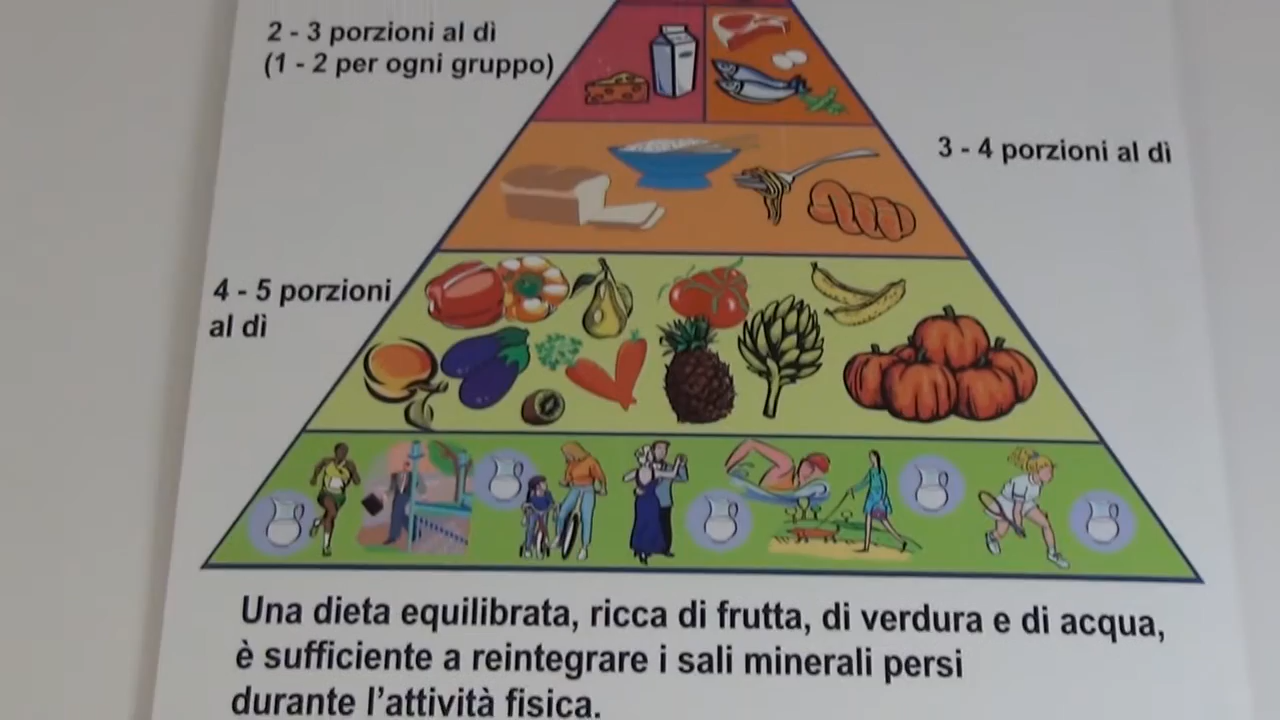 2 - 3 porzioni al dì
(1 - 2 per ogni gruppo)
3 - 4 porzioni al dì
4 - 5 porzioni
al dì
Una dieta equilibrata, ricca di frutta, di verdura e di acqua,
è sufficiente a reintegrare i sali minerali persi
durante l'attività fisica.